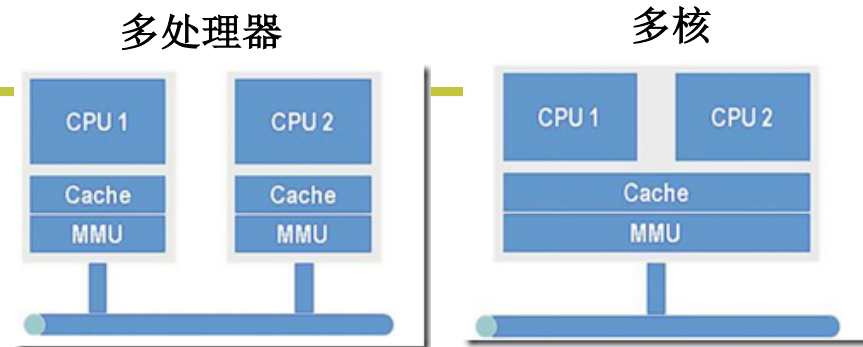 多处理器
CPU 1
CPU 2
Cache
Cache
MMU
MMU
多核
CPU 1
CPU 2
Cache
MMU